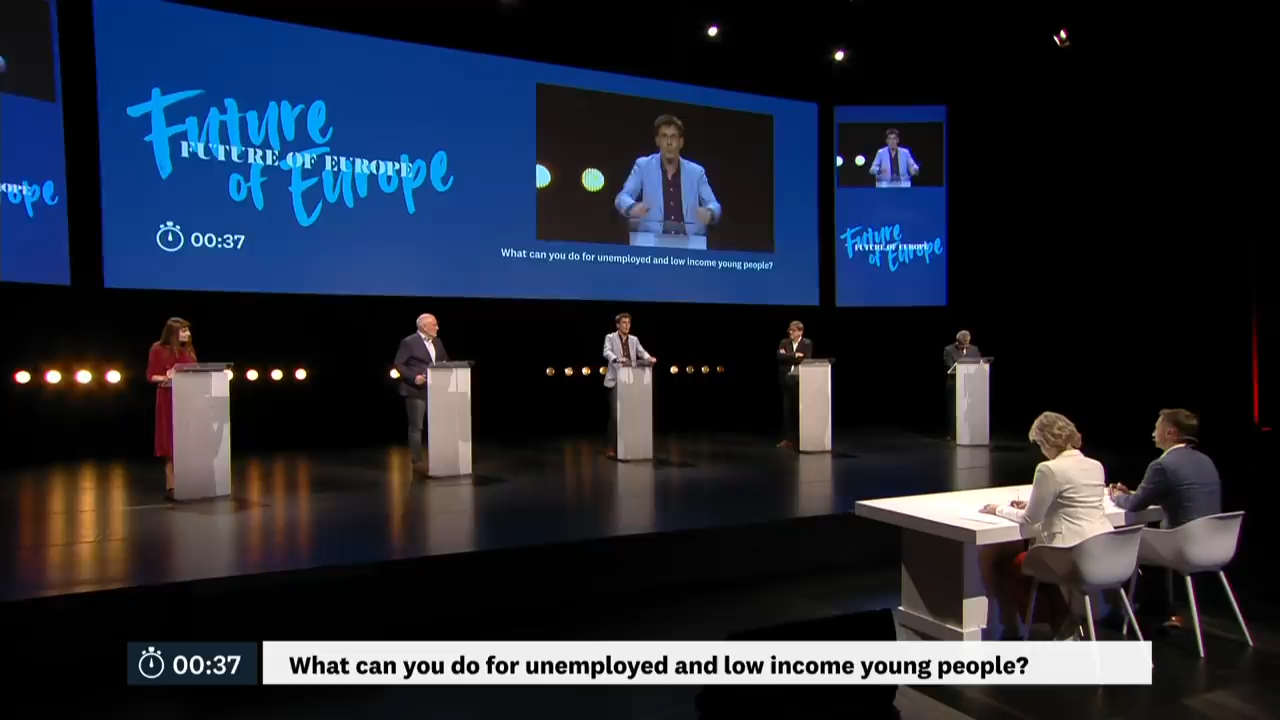 Future
FUTURE OF EUROPE
of Europe
00:37
What can you do for unemployed and low income young people?
ope
Future
FUTURE OF EUROPE
of Europe
00:37
What can you do for unemployed and low income young people?